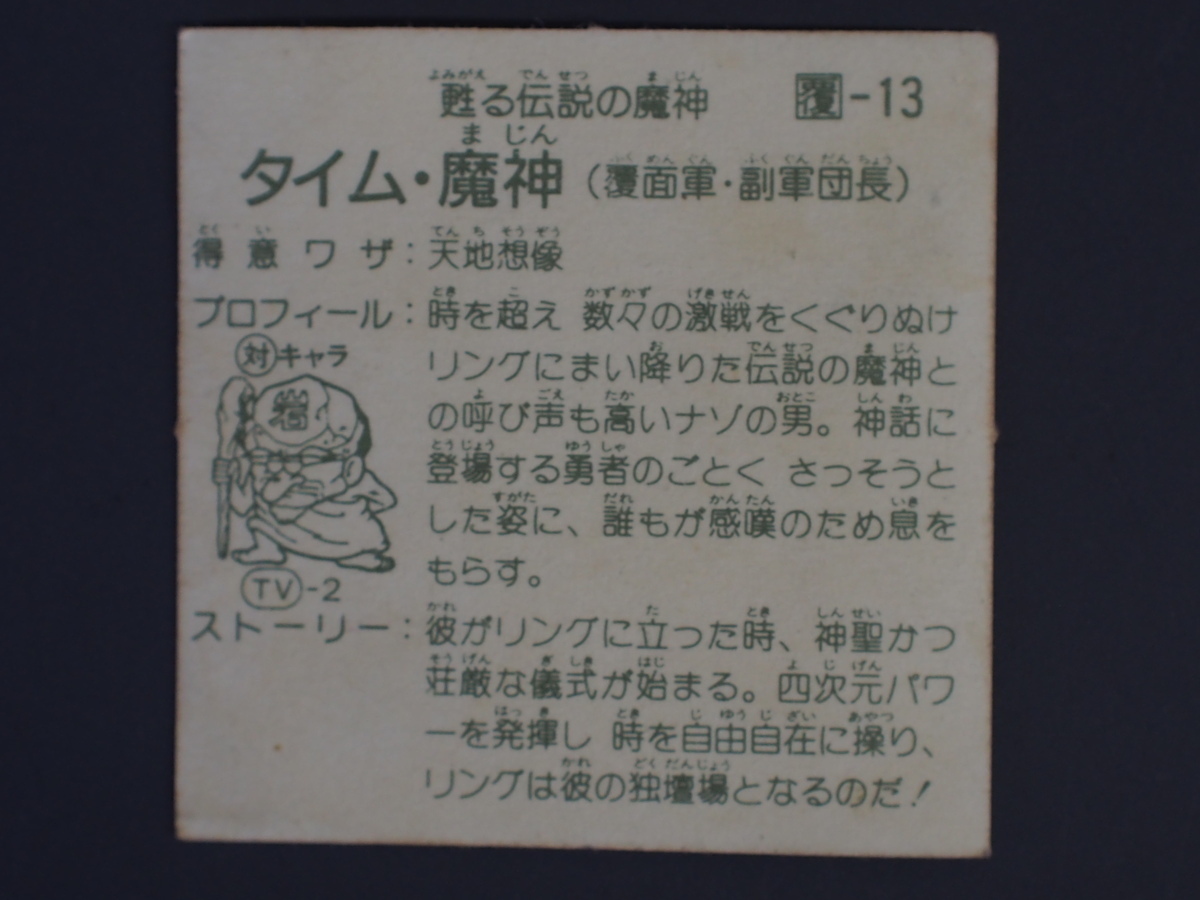 甦る伝説の魔神 覆-13
タイム・魔神(覆面軍・副軍団長)
得意ワザ:天地想像
プロフィール:時を超え 数々の激戦をくぐりぬけ
リングにまい降りた伝説の魔神と
の呼び声も高いナゾの男。神話に
登場する勇者のごとく さっそうと
した姿に、誰もが感嘆のため息を
もらす。
対キャラ
岩
TV-2
ストーリー:彼がリングに立った時、神聖かつ
荘厳な儀式が始まる。四次元パワ
ーを発揮し 時を自由自在に操り、
リングは彼の独壇場となるのだ!